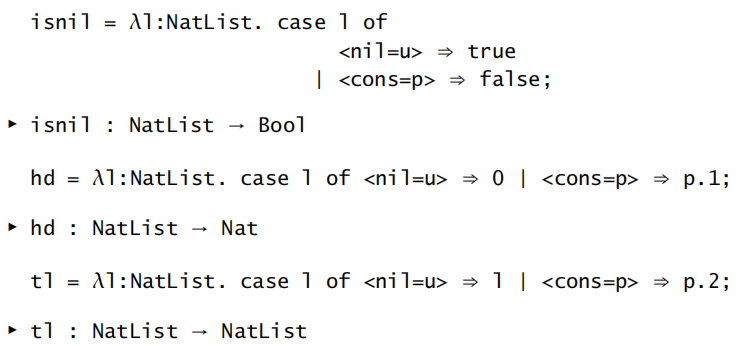 isnil = λl:NatList. case l of
<nil=u> ⇒ true
| <cons=p> ⇒ false;
▸ isnil : NatList → Bool
hd = λl:NatList. case l of <nil=u> ⇒ 0 | <cons=p> ⇒ p.1;
▸ hd : NatList → Nat
tl = λl:NatList. case l of <nil=u> ⇒ l | <cons=p> ⇒ p.2;
▸ tl : NatList → NatList